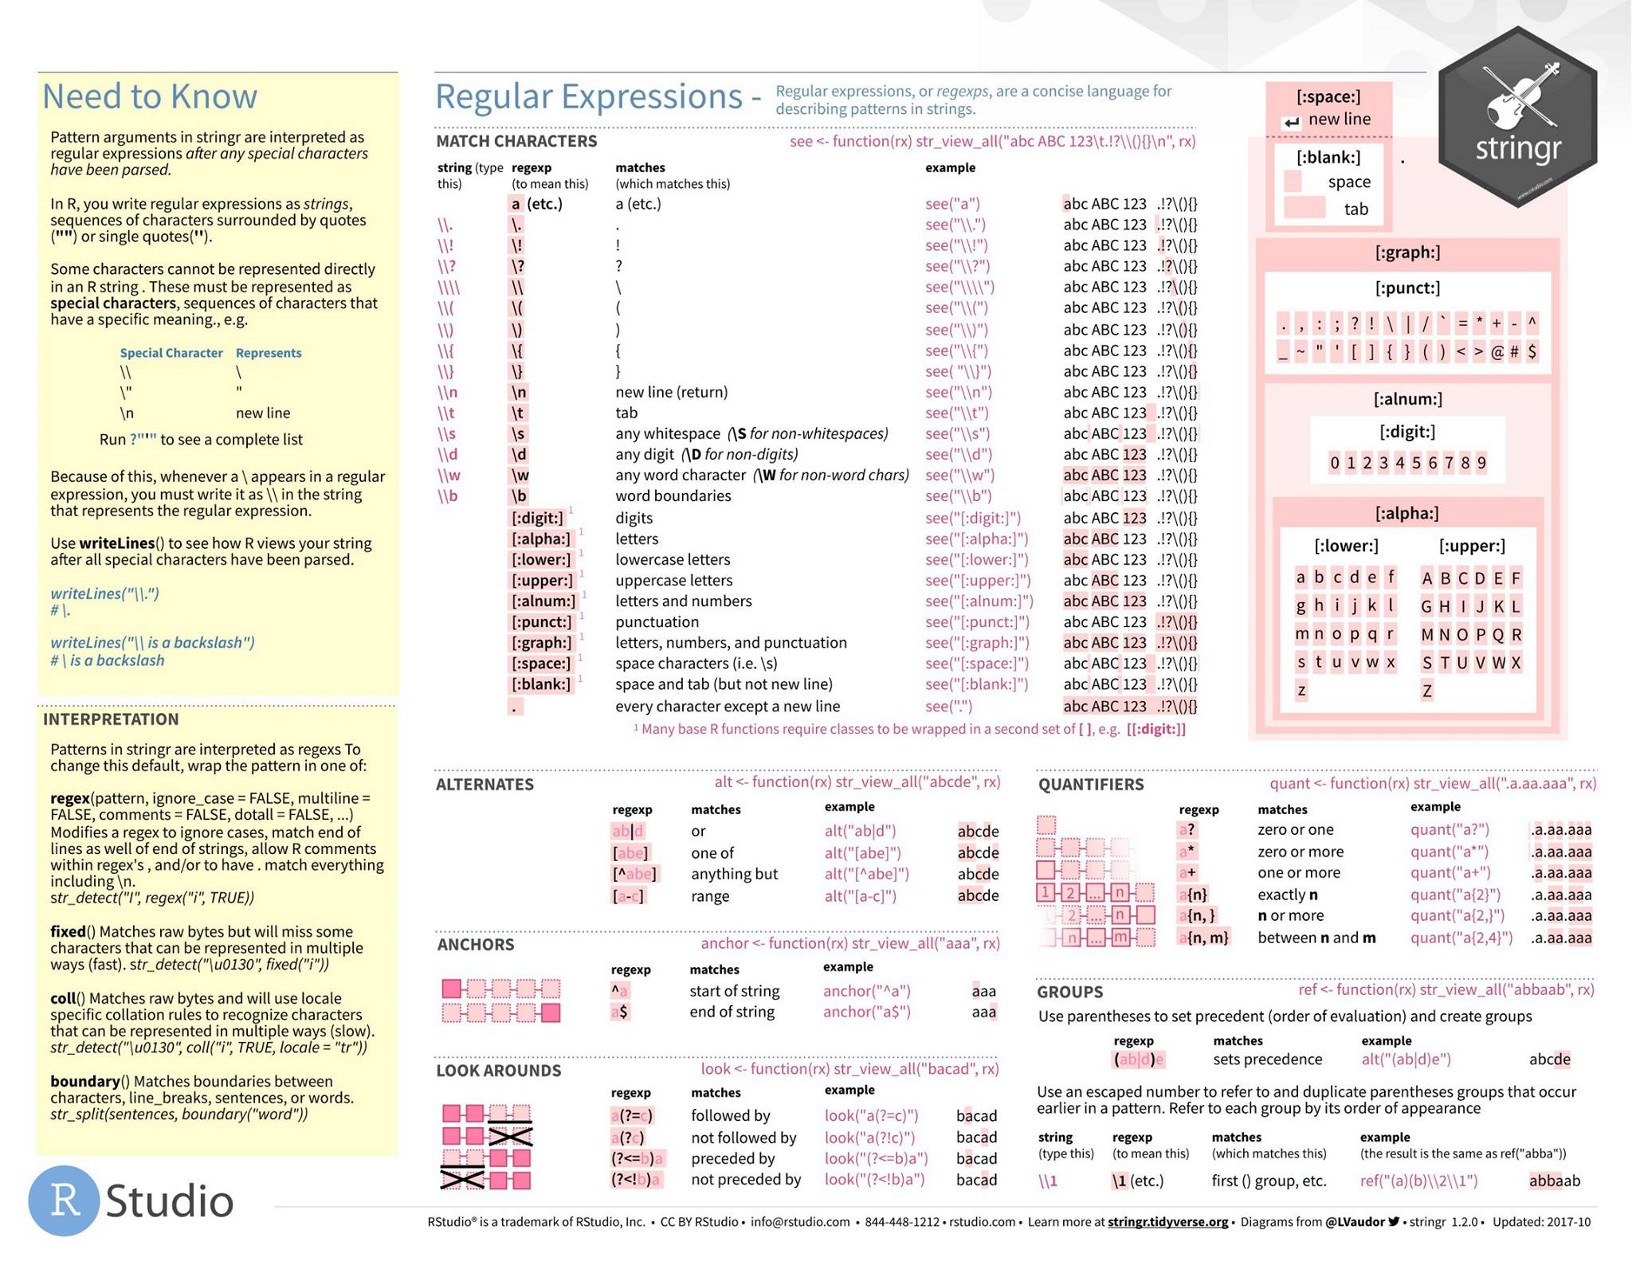 Need to Know
Pattern arguments in stringr are interpreted as
regular expressions after any special characters
have been parsed.
In R, you write regular expressions as strings,
sequences of characters surrounded by quotes
("") or single quotes('').
Some characters cannot be represented directly
in an R string . These must be represented as
special characters, sequences of characters that
have a specific meaning., e.g.
Special Character Represents
\\ \
\" "
\n new line
Run ?"'" to see a complete list
Because of this, whenever a \ appears in a regular
expression, you must write it as \\ in the string
that represents the regular expression.
Use writeLines() to see how R views your string
after all special characters have been parsed.
writeLines("\\.")
# \.
writeLines("\\ is a backslash")
# \ is a backslash
INTERPRETATION
Patterns in stringr are interpreted as regexs To
change this default, wrap the pattern in one of:
regex(pattern, ignore_case = FALSE, multiline =
FALSE, comments = FALSE, dotall = FALSE, ...)
Modifies a regex to ignore cases, match end of
lines as well of end of strings, allow R comments
within regex's , and/or to have . match everything
including \n.
str_detect("I", regex("i", TRUE))
fixed() Matches raw bytes but will miss some
characters that can be represented in multiple
ways (fast). str_detect("\u0130", fixed("i"))
coll() Matches raw bytes and will use locale
specific collation rules to recognize characters
that can be represented in multiple ways (slow).
str_detect("\u0130", coll("i", TRUE, locale = "tr"))
boundary() Matches boundaries between
characters, line_breaks, sentences, or words.
str_split(sentences, boundary("word"))
Regular Expressions - Regular expressions, or regexps, are a concise language for
describing patterns in strings.
MATCH CHARACTERS see <- function(rx) str_view_all("abc ABC 123\t.!?\\(){}\n", rx)
string (type regexp matches example
this) (to mean this) (which matches this)
a (etc.) a (etc.) see("a") abc ABC 123 .!?\(){}
\\. \. . see("\\.") abc ABC 123 .!?\(){}
\\! \! ! see("\\!") abc ABC 123 .!?\(){}
\\? \? ? see("\\?") abc ABC 123 .!?\(){}
\\\\ \\ \ see("\\\\") abc ABC 123 .!?\(){}
\\( \( ( see("\\(") abc ABC 123 .!?\(){}
\\) \) ) see("\\)") abc ABC 123 .!?\(){}
\\{ \{ { see("\\{") abc ABC 123 .!?\(){}
\\} \} } see( "\\}") abc ABC 123 .!?\(){}
\\n \n new line (return) see("\\n") abc ABC 123 .!?\(){}
\\t \t tab see("\\t") abc ABC 123 .!?\(){}
\\s \s any whitespace (\S for non-whitespaces) see("\\s") abc ABC 123 .!?\(){}
\\d \d any digit (\D for non-digits) see("\\d") abc ABC 123 .!?\(){}
\\w \w any word character (\W for non-word chars) see("\\w") abc ABC 123 .!?\(){}
\\b \b word boundaries see("\\b") abc ABC 123 .!?\(){}
[:digit:] 1 digits see("[:digit:]") abc ABC 123 .!?\(){}
[:alpha:] 1 letters see("[:alpha:]") abc ABC 123 .!?\(){}
[:lower:] 1 lowercase letters see("[:lower:]") abc ABC 123 .!?\(){}
[:upper:] 1 uppercase letters see("[:upper:]") abc ABC 123 .!?\(){}
[:alnum:] 1 letters and numbers see("[:alnum:]") abc ABC 123 .!?\(){}
[:punct:] 1 punctuation see("[:punct:]") abc ABC 123 .!?\(){}
[:graph:] 1 letters, numbers, and punctuation see("[:graph:]") abc ABC 123 .!?\(){}
[:space:] 1 space characters (i.e. \s) see("[:space:]") abc ABC 123 .!?\(){}
[:blank:] 1 space and tab (but not new line) see("[:blank:]") abc ABC 123 .!?\(){}
. every character except a new line see(".") abc ABC 123 .!?\(){}
1 Many base R functions require classes to be wrapped in a second set of [ ], e.g. [[:digit:]]
[:space:]
new line
[:blank:] .
space
tab
stringr
[:graph:]
[:punct:]
. , : ; ? ! \ | / ` = * + - ^
_ ~ " ' [ ] { } ( ) < > @ # $
[:alnum:]
[:digit:]
0 1 2 3 4 5 6 7 8 9
[:alpha:]
[:lower:] [:upper:]
a b c d e f A B C D E F
g h i j k l G H I J K L
m n o p q r M N O P Q R
s t u v w x S T U V W X
z Z
ALTERNATES alt <- function(rx) str_view_all("abcde", rx)
regexp matches example
ab|d or alt("ab|d") abcde
[abe] one of alt("[abe]") abcde
[^abe] anything but alt("[^abe]") abcde
[a-c] range alt("[a-c]") abcde
ANCHORS anchor <- function(rx) str_view_all("aaa", rx)
regexp matches example
^a start of string anchor("^a") aaa
a$ end of string anchor("a$") aaa
LOOK AROUNDS look <- function(rx) str_view_all("bacad", rx)
regexp matches example
a(?=c) followed by look("a(?=c)") bacad
a(?c) not followed by look("a(?!c)") bacad
(?<=b)a preceded by look("(?<=b)a") bacad
(?<!b)a not preceded by look("(?<!b)a") bacad
QUANTIFIERS quant <- function(rx) str_view_all(".a.aa.aaa", rx)
regexp matches example
a? zero or one quant("a?") .a.aa.aaa
a* zero or more quant("a*") .a.aa.aaa
a+ one or more quant("a+") .a.aa.aaa
1 2 ... n a{n} exactly n quant("a{2}") .a.aa.aaa
2 ... n a{n, } n or more quant("a{2,}") .a.aa.aaa
n ... m a{n, m} between n and m quant("a{2,4}") .a.aa.aaa
GROUPS ref <- function(rx) str_view_all("abbaab", rx)
Use parentheses to set precedent (order of evaluation) and create groups
regexp matches example
(ab|d)e sets precedence alt("(ab|d)e") abcde
Use an escaped number to refer to and duplicate parentheses groups that occur
earlier in a pattern. Refer to each group by its order of appearance
string regexp matches example
(type this) (to mean this) (which matches this) (the result is the same as ref("abba"))
\\1 \1 (etc.) first () group, etc. ref("(a)(b)\\2\\1") abbaab
R Studio
RStudio® is a trademark of RStudio, Inc. • CC BY RStudio • info@rstudio.com • 844-448-1212 • rstudio.com • Learn more at stringr.tidyverse.org • Diagrams from @LVaudor • stringr 1.2.0 • Updated: 2017-10